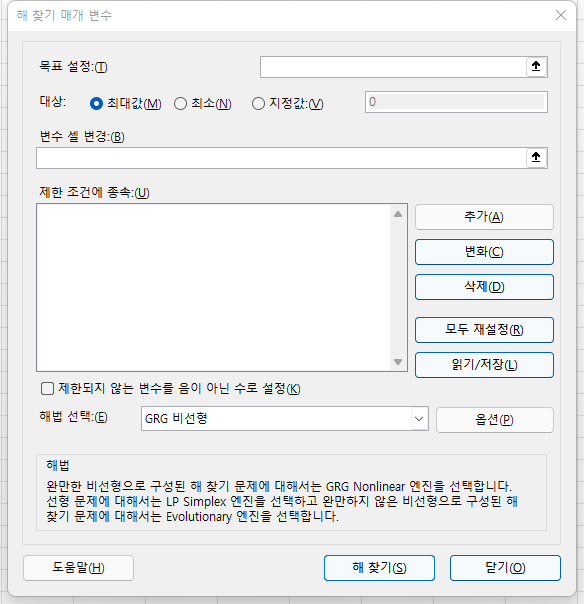 해 찾기 매개 변수
목표 설정:(T)
대상: 최대값(M) 최소(N) 지정값:(V) 0
변수 셀 변경:(B)
제한 조건에 종속:(U)
추가(A)
변화(C)
삭제(D)
모두 재설정(R)
읽기/저장(L)
제한되지 않는 변수를 음이 아닌 수로 설정(K)
해법 선택:(E) GRG 비선형 옵션(P)
해법
완만한 비선형으로 구성된 해 찾기 문제에 대해서는 GRG Nonlinear 엔진을 선택합니다.
선형 문제에 대해서는 LP Simplex 엔진을 선택하고 완만하지 않은 비선형으로 구성된 해
찾기 문제에 대해서는 Evolutionary 엔진을 선택합니다.
도움말(H) 해 찾기(S) 닫기(O)